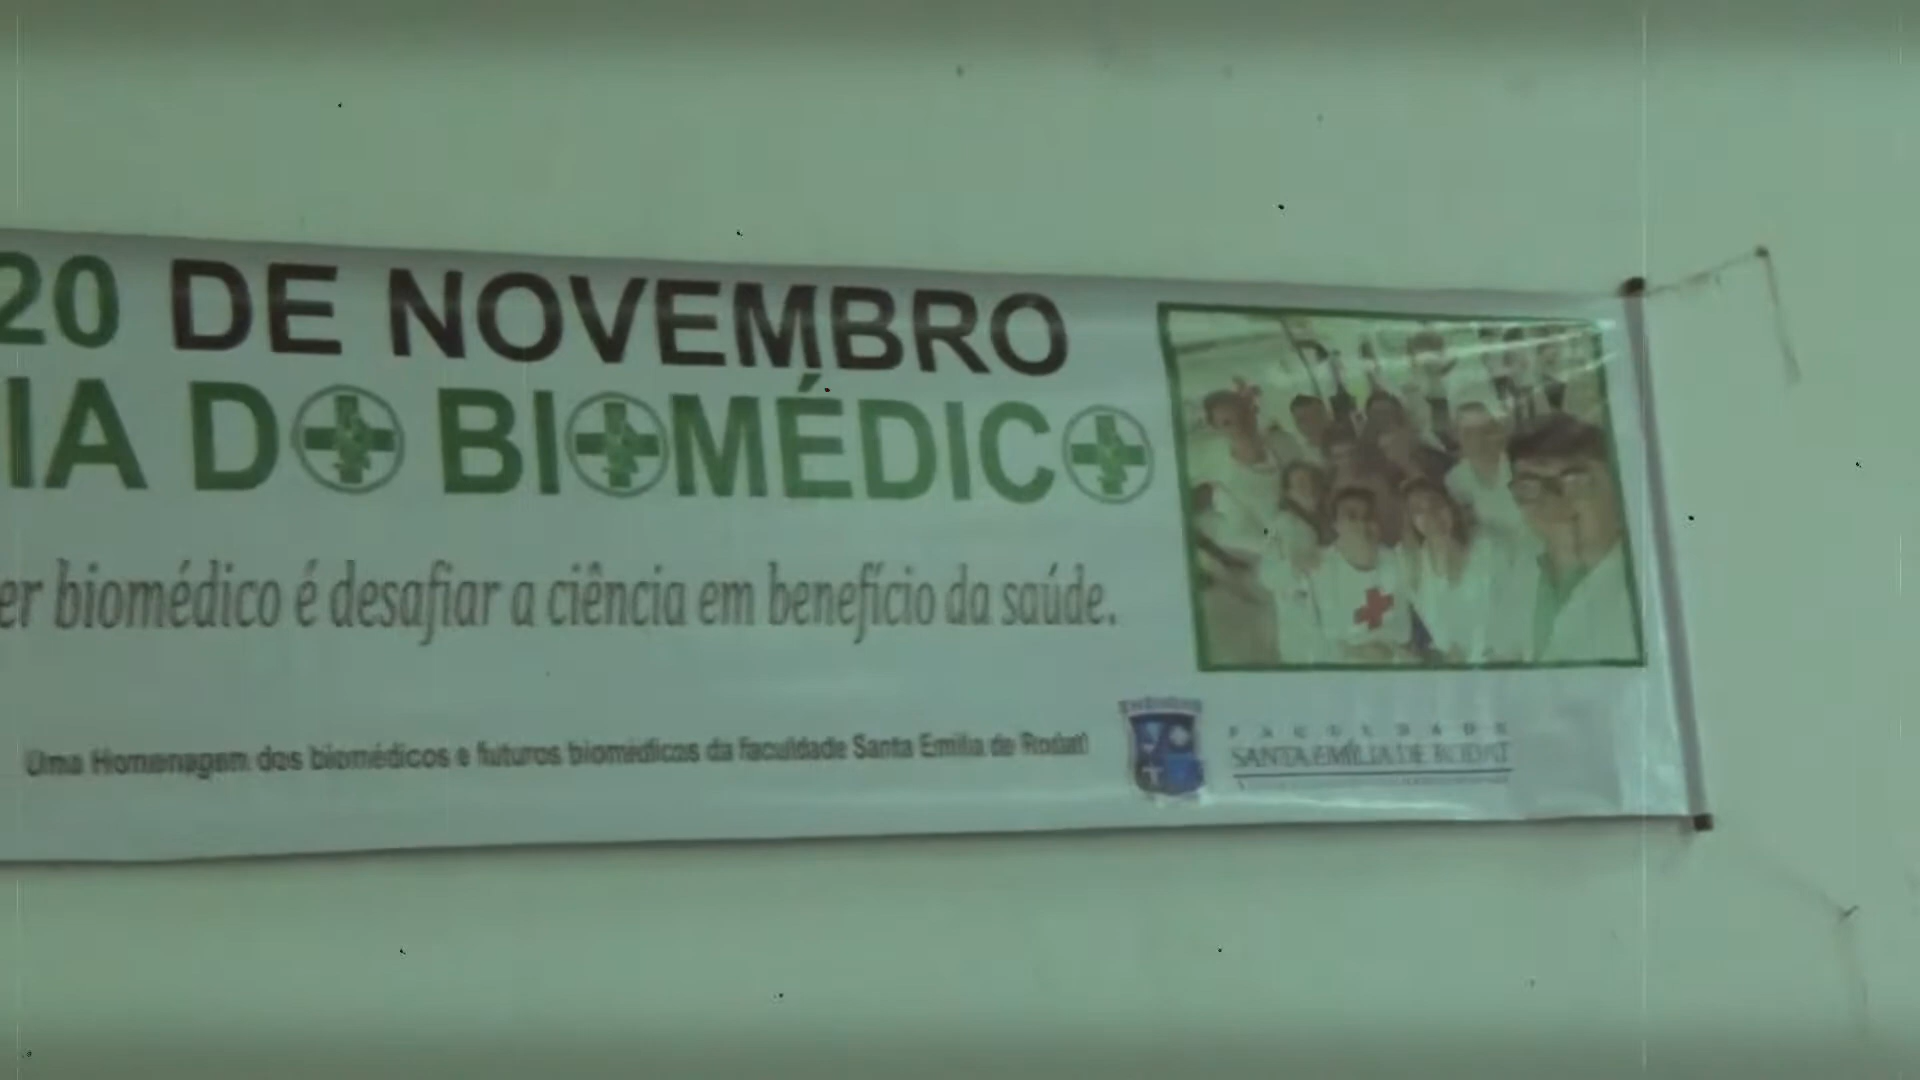 20 DE NOVEMBRO
IA DO BIOMÉDICO
er biomédico é desafiar a ciência em benefício da saúde.
Uma Homenagem dos biomédicos e futuros biomédicos da faculdade Santa Emília de Rodat!
FACULDADE
SANTA EMÍLIA DE RODAT